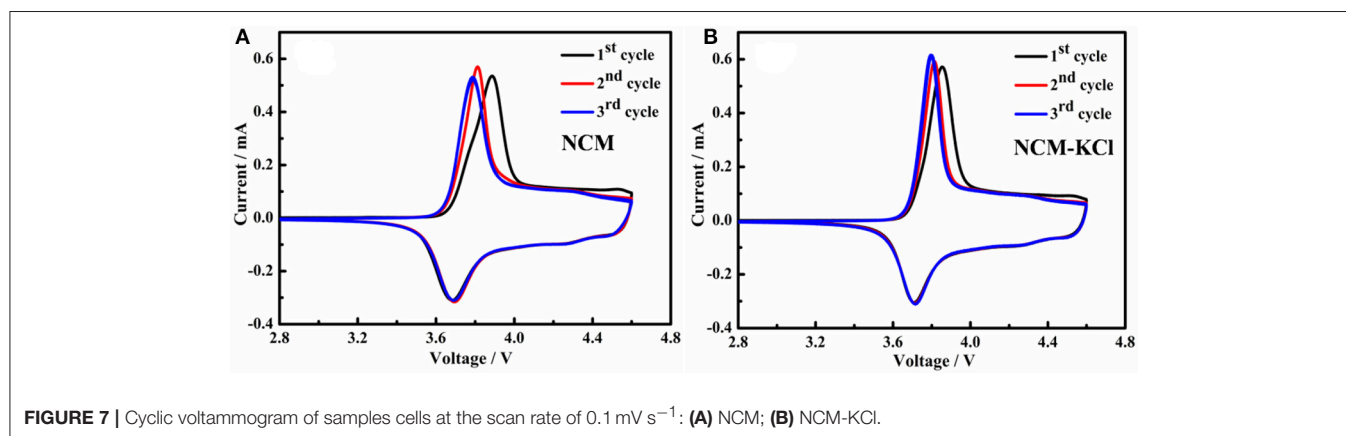 A
0.6
0.4
0.2
0.0
-0.2
-0.4
Current / mA
1st cycle
2nd cycle
3rd cycle
NCM
2.8 3.2 3.6 4.0 4.4 4.8
Voltage / V
B
0.6
0.4
0.2
0.0
-0.2
-0.4
Current / mA
1st cycle
2nd cycle
3rd cycle
NCM-KCl
2.8 3.2 3.6 4.0 4.4 4.8
Voltage / V
FIGURE 7 | Cyclic voltammogram of samples cells at the scan rate of 0.1 mV s−1: (A) NCM; (B) NCM-KCl.